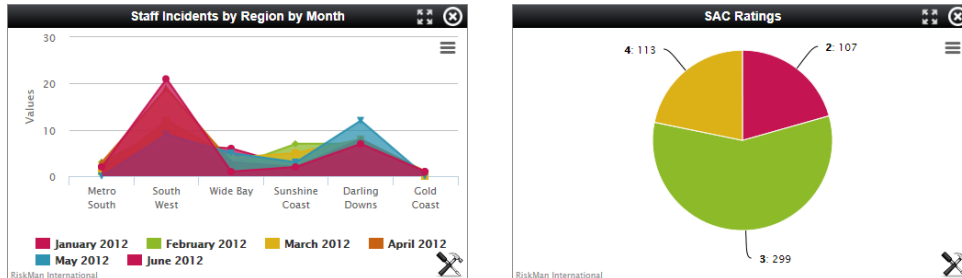 Staff Incidents by Region by Month
30
20
10
0
Values
Metro South
South West
Wide Bay
Sunshine Coast
Darling Downs
Gold Coast
January 2012
February 2012
March 2012
April 2012
May 2012
June 2012
RiskMan International
SAC Ratings
4: 113
2: 107
3: 299
RiskMan International